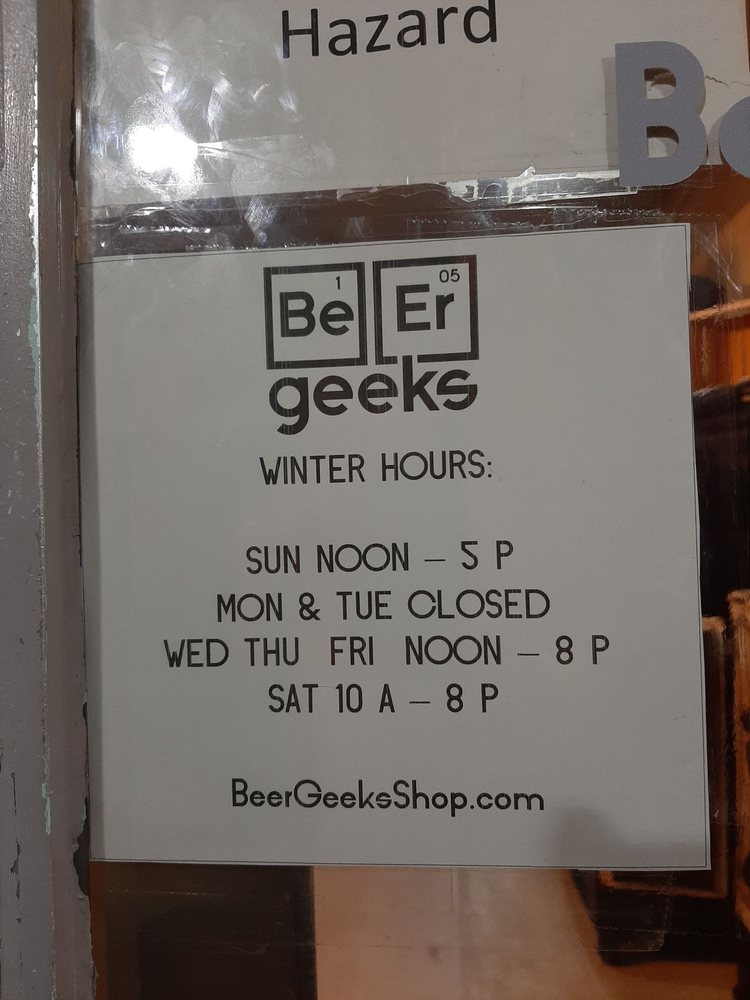 Hazard
Be
1
Be
05
Er
geeks
WINTER HOURS:
SUN NOON – 5 P
MON & TUE CLOSED
WED THU FRI NOON – 8 P
SAT 10 A – 8 P
BeerGeeksShop.com